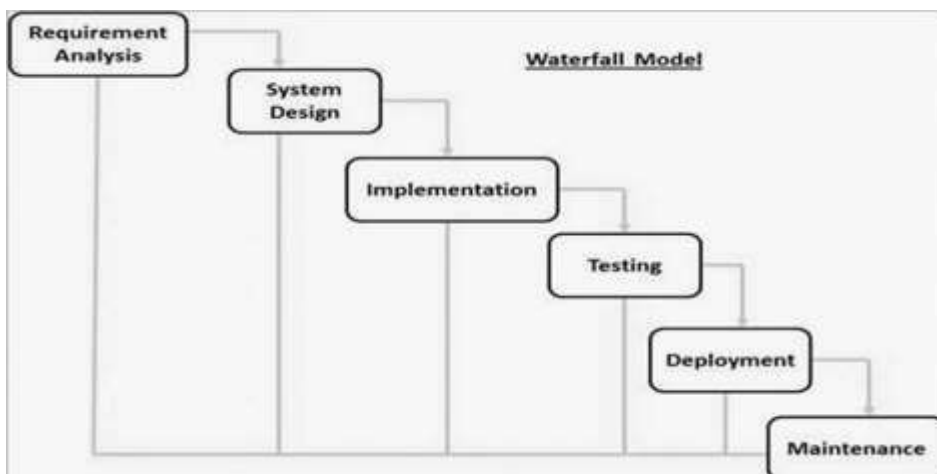 Requirement
Analysis
Waterfall Model
System
Design
Implementation
Testing
Deployment
Maintenance